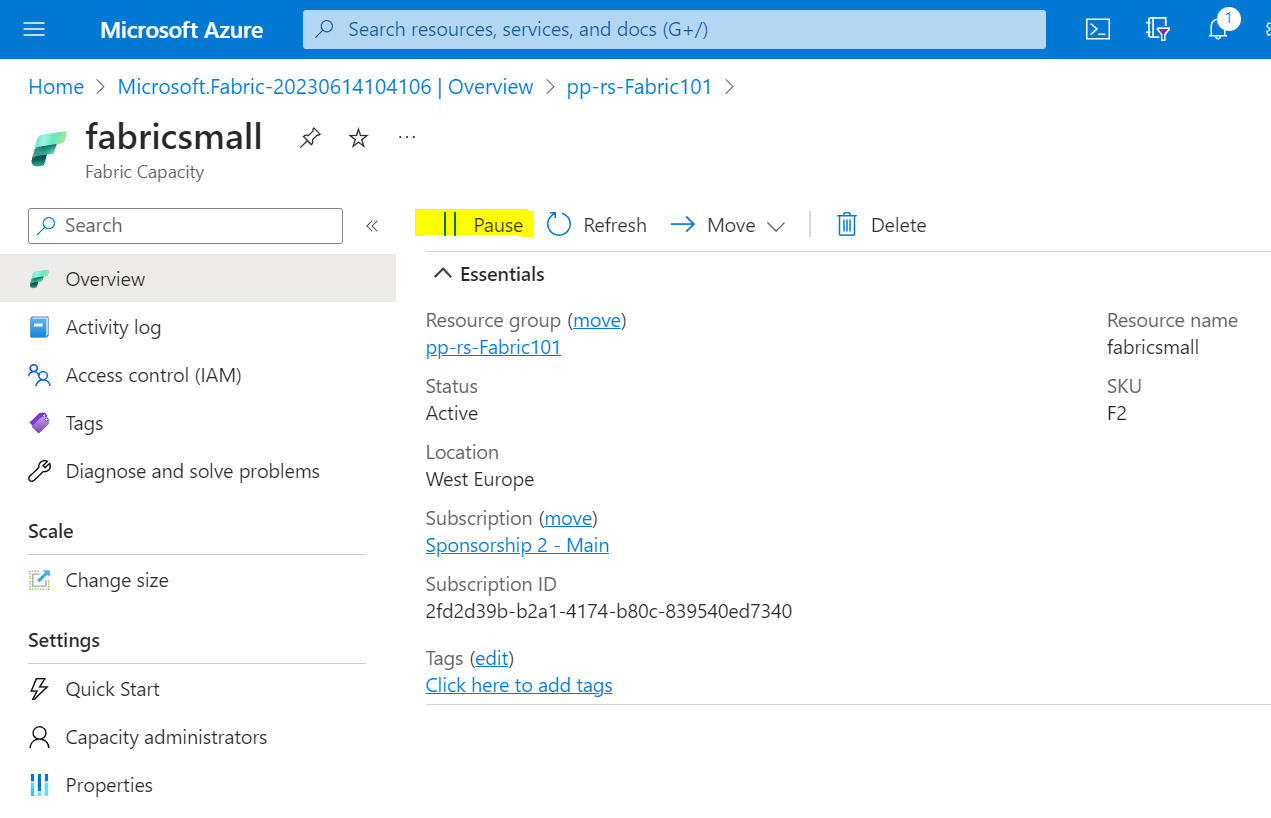 Microsoft Azure
Search resources, services, and docs (G+/)
1
Home > Microsoft.Fabric-20230614104106 | Overview > pp-rs-Fabric101 >
fabricsmall
...
Fabric Capacity
Search
«
Pause
Refresh
Move
Delete
Overview
Activity log
Access control (IAM)
Tags
Diagnose and solve problems
Scale
Change size
Settings
Quick Start
Capacity administrators
Properties
Essentials
Resource group (move)
pp-rs-Fabric101
Status
Active
Location
West Europe
Subscription (move)
Sponsorship 2 - Main
Subscription ID
2fd2d39b-b2a1-4174-b80c-839540ed7340
Tags (edit)
Click here to add tags
Resource name
fabricsmall
SKU
F2